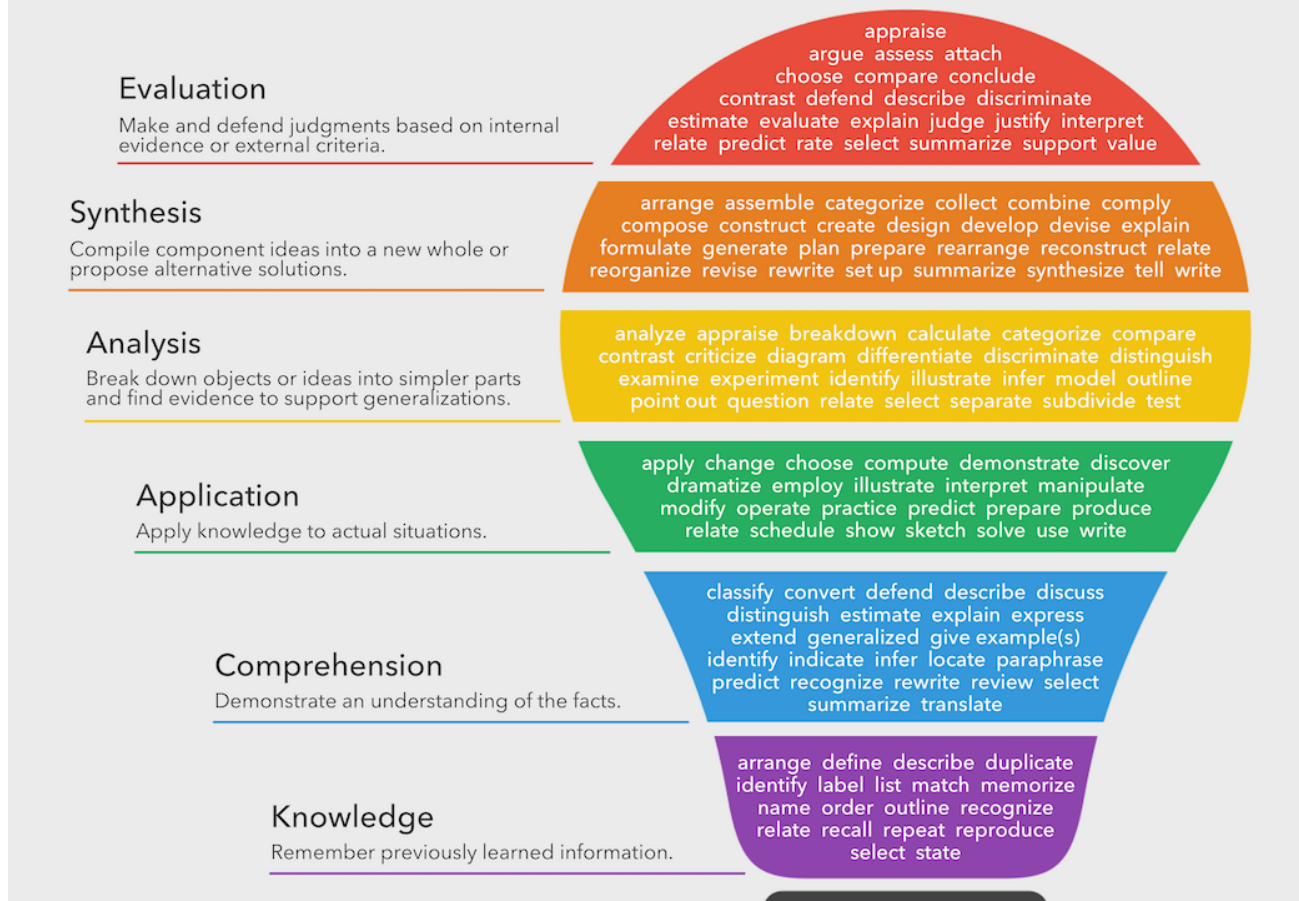 Evaluation
Make and defend judgments based on internal
evidence or external criteria.
appraise
argue assess attach
choose compare conclude
contrast defend describe discriminate
estimate evaluate explain judge justify interpret
relate predict rate select summarize support value
Synthesis
Compile component ideas into a new whole or
propose alternative solutions.
arrange assemble categorize collect combine comply
compose construct create design develop devise explain
formulate generate plan prepare rearrange reconstruct relate
reorganize revise rewrite set up summarize synthesize tell write
Analysis
Break down objects or ideas into simpler parts
and find evidence to support generalizations.
analyze appraise breakdown calculate categorize compare
contrast criticize diagram differentiate discriminate distinguish
examine experiment identify illustrate infer model outline
point out question relate select separate subdivide test
Application
Apply knowledge to actual situations.
apply change choose compute demonstrate discover
dramatize employ illustrate interpret manipulate
modify operate practice predict prepare produce
relate schedule show sketch solve use write
Comprehension
Demonstrate an understanding of the facts.
classify convert defend describe discuss
distinguish estimate explain express
extend generalized give example(s)
identify indicate infer locate paraphrase
predict recognize rewrite review select
summarize translate
Knowledge
Remember previously learned information.
arrange define describe duplicate
identify label list match memorize
name order outline recognize
relate recall repeat reproduce
select state